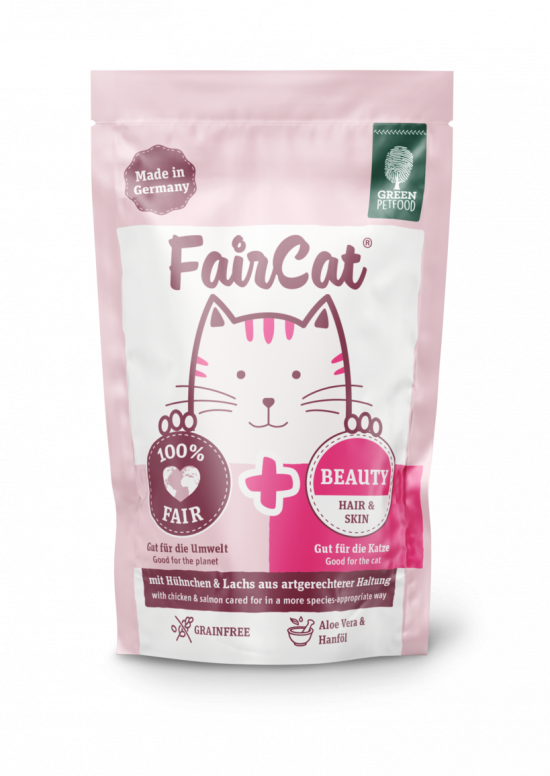 Made in
Germany
GREEN
PETFOOD
FairCat®
100%
FAIR
BEAUTY
HAIR &
SKIN
Gut für die Umwelt
Good for the planet
Gut für die Katze
Good for the cat
mit Hühnchen & Lachs aus artgerechterer Haltung
with chicken & salmon cared for in a more species-appropriate way
GRAINFREE
Aloe Vera &
Hanföl